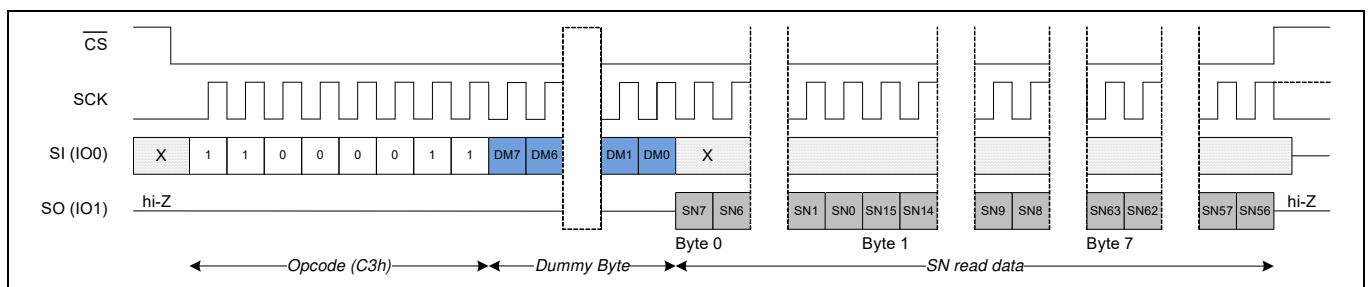 CS
SCK
SI (IO0) X 1 1 0 0 0 0 1 1 DM7 DM6 DM1 DM0 X
SO (IO1) hi-Z SN7 SN6 SN1 SN0 SN15 SN14 SN9 SN8 SN63 SN62 SN57 SN56 hi-Z
Byte 0 Byte 1 Byte 7
Opcode (C3h) Dummy Byte SN read data